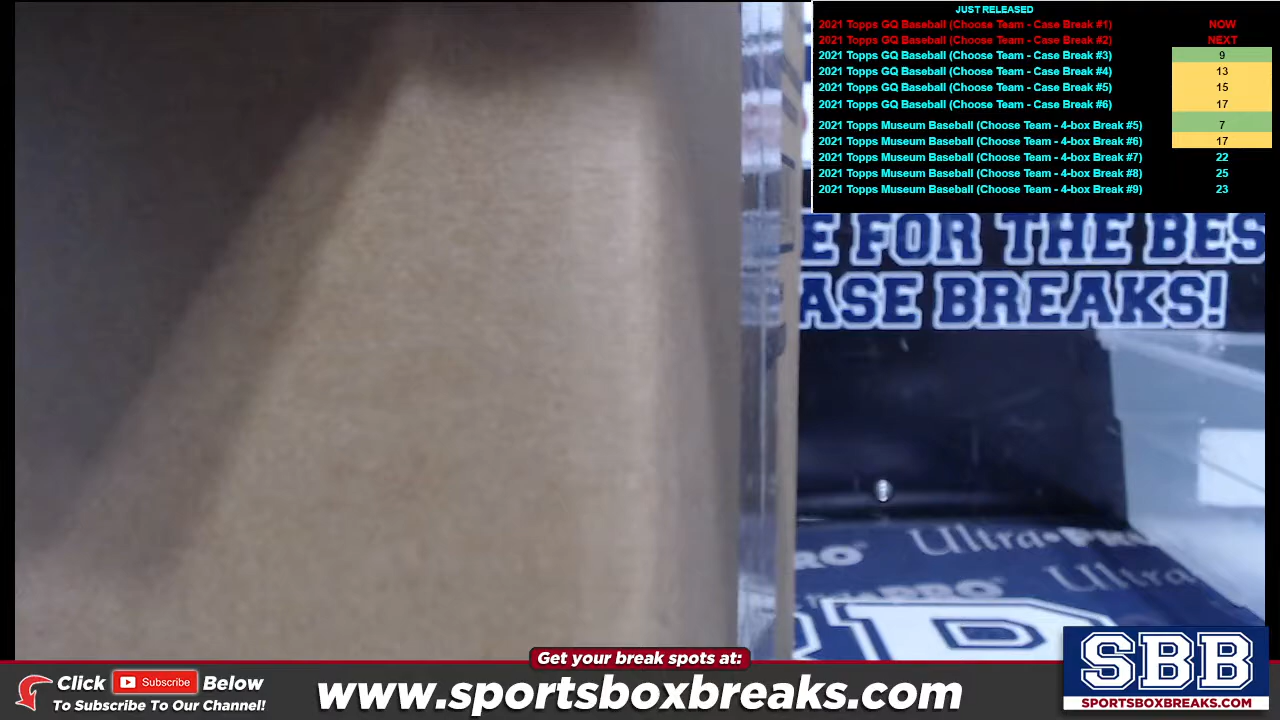 JUST RELEASED
2021 Topps GQ Baseball (Choose Team - Case Break #1) NOW
2021 Topps GQ Baseball (Choose Team - Case Break #2) NEXT
2021 Topps GQ Baseball (Choose Team - Case Break #3) 9
2021 Topps GQ Baseball (Choose Team - Case Break #4) 13
2021 Topps GQ Baseball (Choose Team - Case Break #5) 15
2021 Topps GQ Baseball (Choose Team - Case Break #6) 17
2021 Topps Museum Baseball (Choose Team - 4-box Break #5) 7
2021 Topps Museum Baseball (Choose Team - 4-box Break #6) 17
2021 Topps Museum Baseball (Choose Team - 4-box Break #7) 22
2021 Topps Museum Baseball (Choose Team - 4-box Break #8) 25
2021 Topps Museum Baseball (Choose Team - 4-box Break #9) 23
E FOR THE BES
ASE BREAKS!
Ultra•PRO
PRO
Ultra
PRO
Get your break spots at:
Click Subscribe Below
To Subscribe To Our Channel!
www.sportsboxbreaks.com
SBB
SPORTSBOXBREAKS.COM